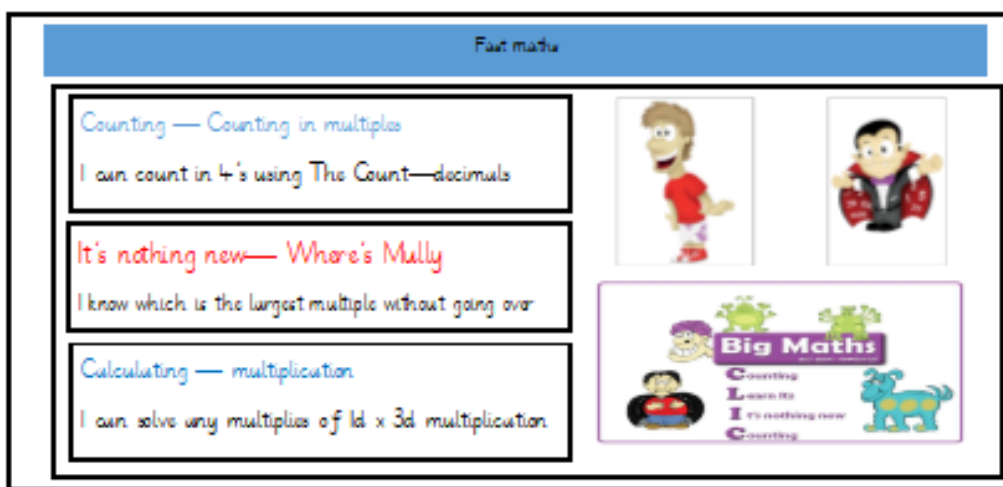 Fast maths
Counting — Counting in multiples
I can count in 4's using The Count—decimals
It's nothing new— Where's Mully
I know which is the largest multiple without going over
Calculating — multiplication
I can solve any multiplies of 1d x 3d multiplication
Big Maths
Counting
Learn Its
It's nothing new
Counting